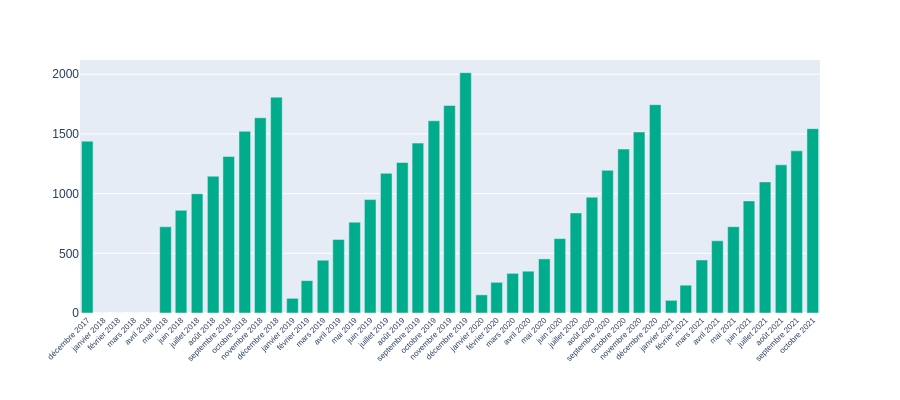 2000
1500
1000
500
0
décembre 2017
janvier 2018
février 2018
mars 2018
avril 2018
mai 2018
juin 2018
juillet 2018
août 2018
septembre 2018
octobre 2018
novembre 2018
décembre 2018
janvier 2019
février 2019
mars 2019
avril 2019
mai 2019
juin 2019
juillet 2019
août 2019
septembre 2019
octobre 2019
novembre 2019
décembre 2019
janvier 2020
février 2020
mars 2020
avril 2020
mai 2020
juin 2020
juillet 2020
août 2020
septembre 2020
octobre 2020
novembre 2020
décembre 2020
janvier 2021
février 2021
mars 2021
avril 2021
mai 2021
juin 2021
juillet 2021
août 2021
septembre 2021
octobre 2021